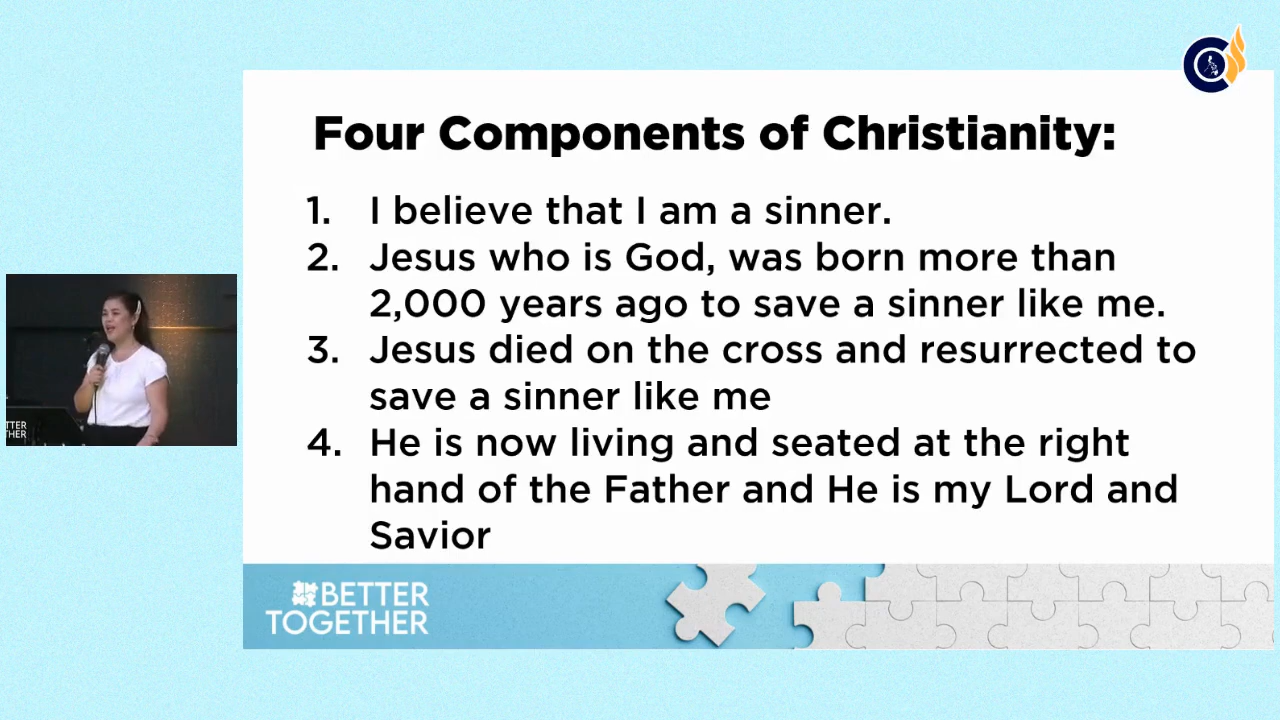 Four Components of Christianity:
1. I believe that I am a sinner.
2. Jesus who is God, was born more than
2,000 years ago to save a sinner like me.
3. Jesus died on the cross and resurrected to
save a sinner like me
4. He is now living and seated at the right
hand of the Father and He is my Lord and
Savior
TTER
THER
BETTER
TOGETHER